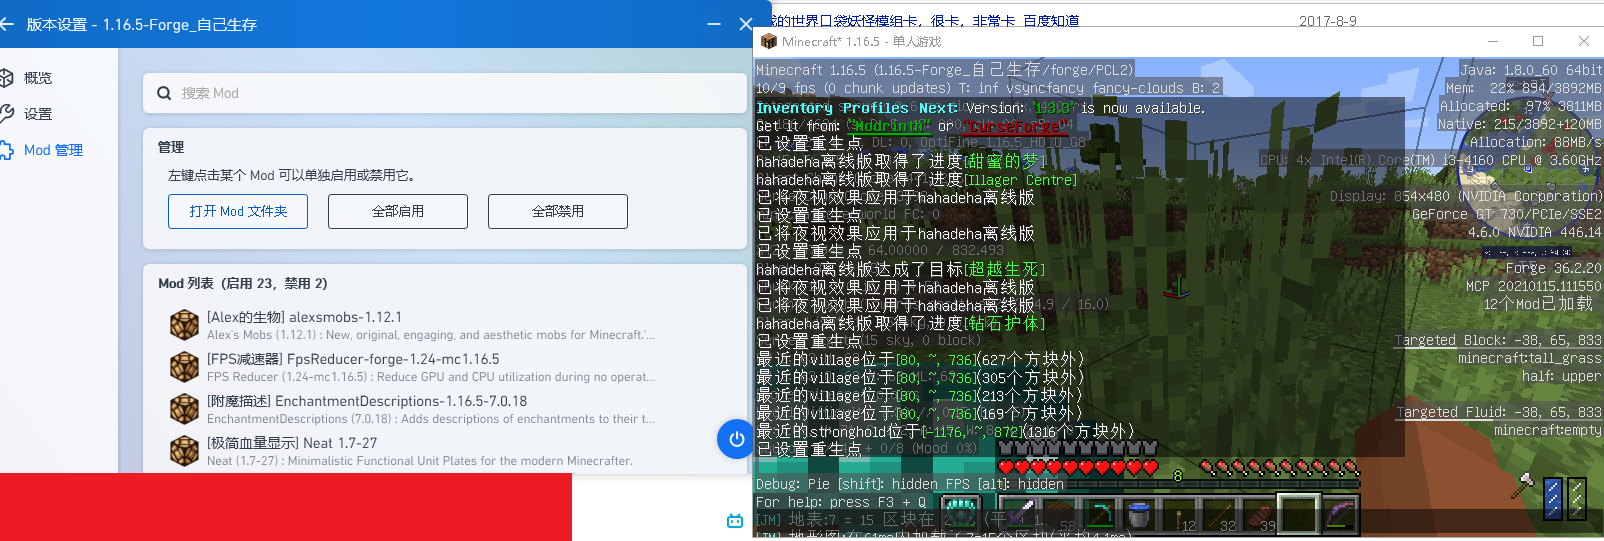 版本设置 - 1.16.5-Forge_自己生存
概览
设置
Mod 管理
搜索 Mod
管理
左键点击某个 Mod 可以单独启用或禁用它。
打开 Mod 文件夹
全部启用
全部禁用
Mod 列表（启用 23，禁用 2）
[Alex的生物] alexsmobs-1.12.1
Alex's Mobs (1.12.1) : New, original, engaging, and aesthetic mobs for Minecraft.'...
[FPS减速器] FpsReducer-forge-1.24-mc1.16.5
FPS Reducer (1.24-mc1.16.5) : Reduce GPU and CPU utilization during no operat...
[附魔描述] EnchantmentDescriptions-1.16.5-7.0.18
EnchantmentDescriptions (7.0.18) : Adds descriptions of enchantments to their t...
[极简血量显示] Neat 1.7-27
Neat (1.7-27) : Minimalistic Functional Unit Plates for the modern Minecrafter.
的世界口袋妖怪模组卡，很卡，非常卡_百度知道
2017-8-9
Minecraft* 1.16.5 - 单人游戏
Minecraft 1.16.5 (1.16.5-Forge_自己生存/forge/PCL2)
10/9 fps (0 chunk updates) T: inf vsyncfancy fancy-clouds B: 2
Inventory Profiles Next: Version: "1.3.3" is now available.
Get it from: "Modrinth" or "CurseForge"
已设置重生点 DL: 0, OptiFine_1.16.5_HD_U_G8
hahadeha离线版取得了进度[甜蜜的梦]
hahadeha离线版取得了进度[Illager Centre]
已将夜视效果应用于hahadeha离线版
已设置重生点 FC: 0
已将夜视效果应用于hahadeha离线版
已设置重生点 64.00000 / 832.493
hahadeha离线版达成了目标[超越生死]
已将夜视效果应用于hahadeha离线版
已将夜视效果应用于hahadeha离线版 / 16.0)
hahadeha离线版取得了进度[钻石护体]
已设置重生点 (15 sky, 0 block)
最近的village位于[80, ~, 736](627个方块外)
最近的village位于[80, ~, 736](305个方块外)
最近的village位于[80, ~, 736](213个方块外)
最近的village位于[80, ~, 736](169个方块外)
最近的stronghold位于[-1176, ~, 872](1316个方块外)
已设置重生点 + 0/8 (Mood 0%)
Debug: Pie [shift]: hidden FPS [alt]: hidden
For help: press F3 + Q
[JM] 地表:7 = 15 区块在
Java: 1.8.0_60 64bit
Mem: 22% 894/3892MB
Allocated: 97% 3811MB
Native: 215/3892+120MB
Allocation: 88MB/s
CPU: 4x Intel(R) Core(TM) i3-4160 CPU @ 3.60GHz
Display: 854x480 (NVIDIA Corporation)
GeForce GT 730/PCIe/SSE2
4.6.0 NVIDIA 446.14
Forge 36.2.20
MCP 20210115.111550
12个Mod已加载
Targeted Block: -38, 65, 833
minecraft:tall_grass
half: upper
Targeted Fluid: -38, 65, 833
minecraft:empty
8
58
12
32
39